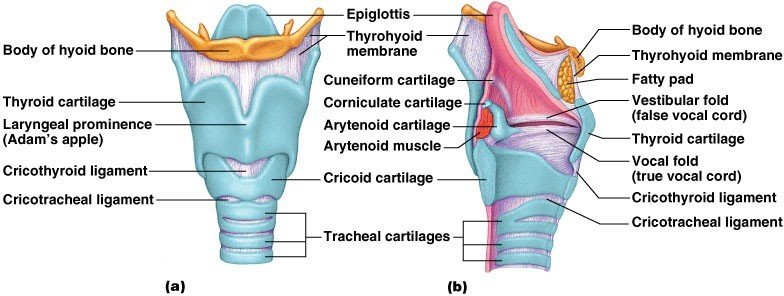 Body of hyoid bone
Thyroid cartilage
Laryngeal prominence
(Adam's apple)
Cricothyroid ligament
Cricotracheal ligament
Epiglottis
Thyrohyoid
membrane
Cuneiform cartilage
Corniculate cartilage
Arytenoid cartilage
Arytenoid muscle
Cricoid cartilage
Tracheal cartilages
Body of hyoid bone
Thyrohyoid membrane
Fatty pad
Vestibular fold
(false vocal cord)
Thyroid cartilage
Vocal fold
(true vocal cord)
Cricothyroid ligament
Cricotracheal ligament
(a)
(b)